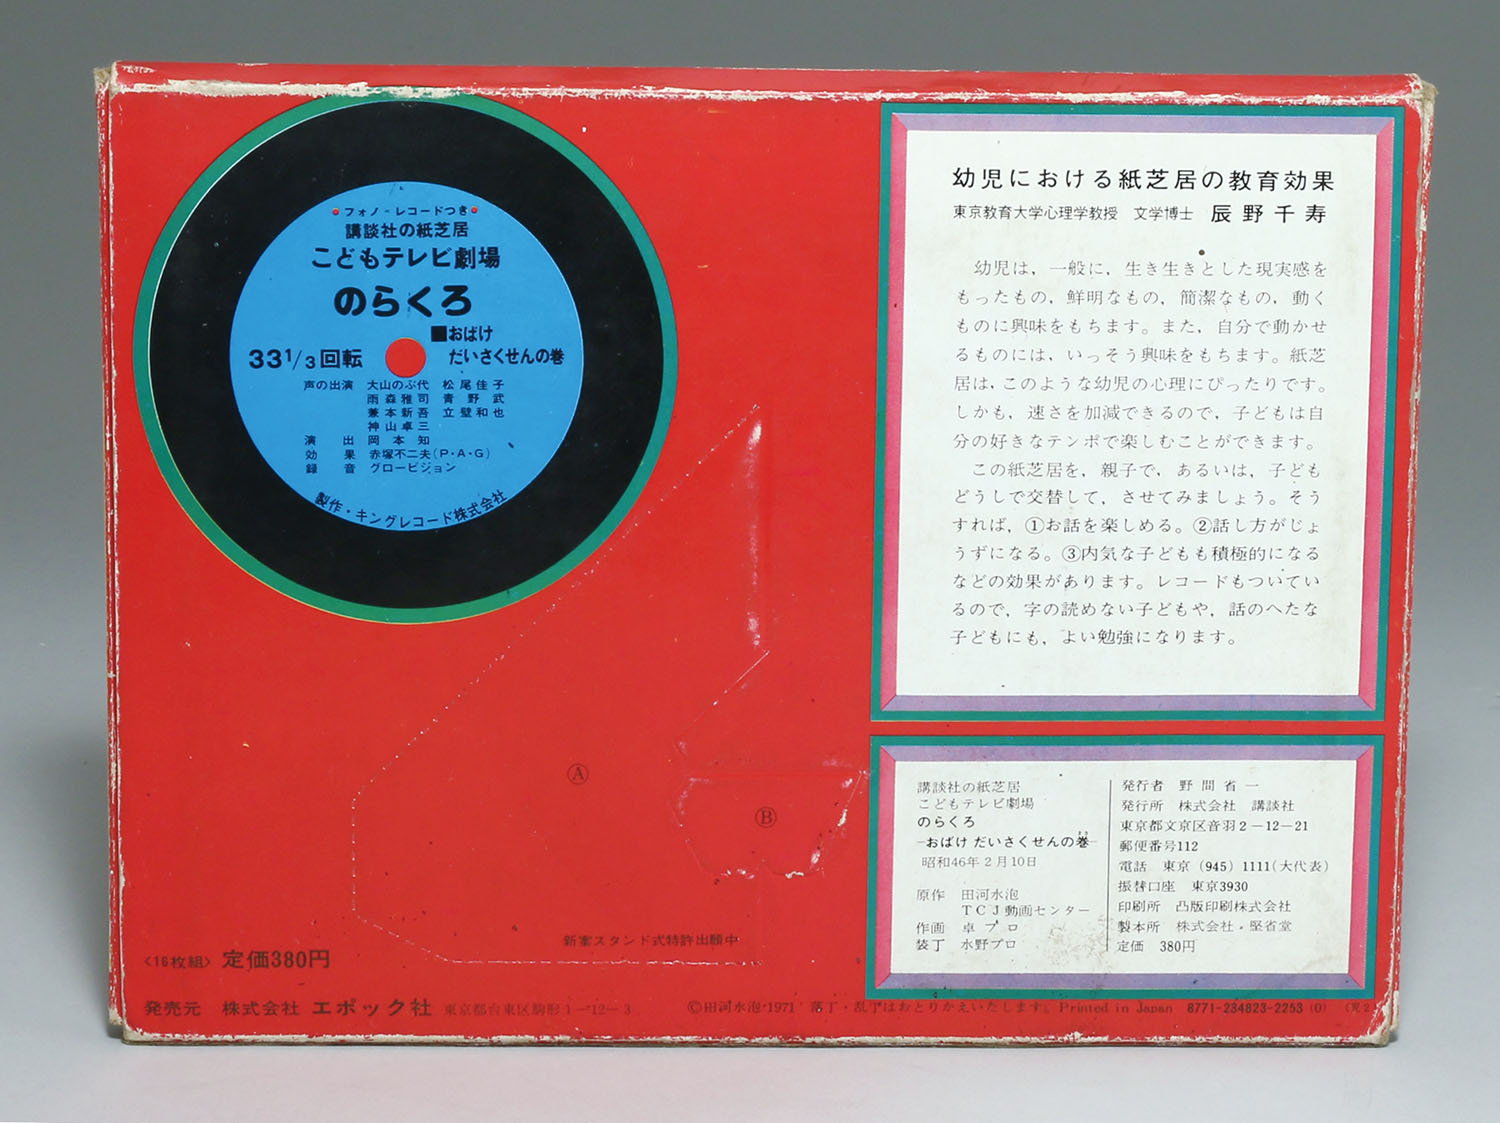 ●フォノ-レコードつき●
講談社の紙芝居
こどもテレビ劇場
のらくろ
■おばけ
だいさくせんの巻
33 1/3回転
声の出演 大山のぶ代 松尾佳子
雨森雅司 青野武
兼本新吾 立壁和也
神山卓三
演出 岡本知
効果 赤塚不二夫(P・A・G)
録音 グロービジョン
製作・キングレコード株式会社
幼児における紙芝居の教育効果
東京教育大学心理学教授 文学博士 辰野千寿
幼児は，一般に，生き生きとした現実感を
もったもの，鮮明なもの，簡潔なもの，動く
ものに興味をもちます。また，自分で動かせ
るものには，いっそう興味をもちます。紙芝
居は，このような幼児の心理にぴったりです。
しかも，速さを加減できるので，子どもは自
分の好きなテンポで楽しむことができます。
この紙芝居を，親子で，あるいは，子ども
どうしで交替して，させてみましょう。そう
すれば，①お話を楽しめる。②話し方がじょ
うずになる。③内気な子どもも積極的になる
などの効果があります。レコードもついてい
るので，字の読めない子どもや，話のへたな
子どもにも，よい勉強になります。
Ⓐ
Ⓑ
新案スタンド式特許出願中
<16枚組> 定価380円
発売元 株式会社 エポック社 東京都台東区駒形1-12-3
講談社の紙芝居
こどもテレビ劇場
のらくろ
-おばけ だいさくせんの巻-
昭和46年2月10日
原作 田河水泡
TCJ動画センター
作画 卓プロ
装丁 水野プロ
発行者 野間省一
発行所 株式会社 講談社
東京都文京区音羽2-12-21
郵便番号112
電話 東京(945)1111(大代表)
振替口座 東京3930
印刷所 凸版印刷株式会社
製本所 株式会社・堅省堂
定価 380円
©田河水泡 1971 落丁・乱丁はおとりかえいたします。Printed in Japan 8771-234823-2253(0)